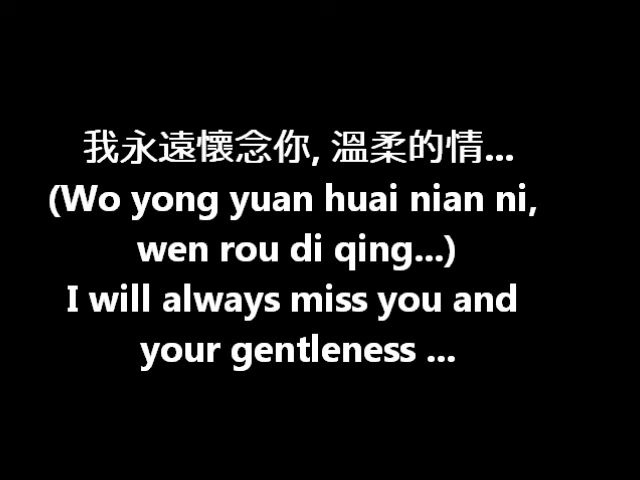 我永遠懷念你, 溫柔的情...
(Wo yong yuan huai nian ni,
wen rou di qing...)
I will always miss you and
your gentleness ...